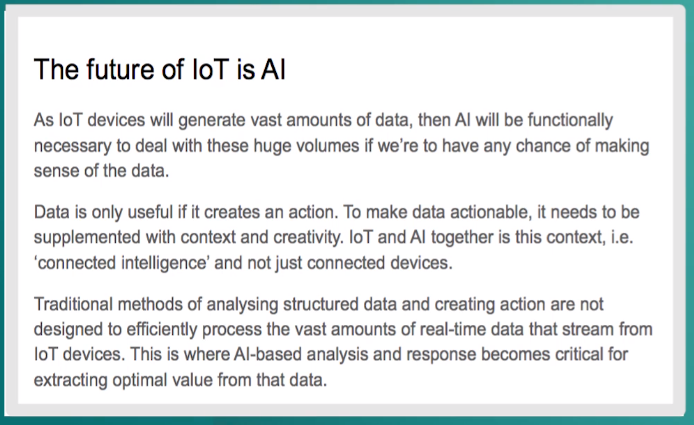 The future of IoT is AI
As IoT devices will generate vast amounts of data, then AI will be functionally
necessary to deal with these huge volumes if we're to have any chance of making
sense of the data.
Data is only useful if it creates an action. To make data actionable, it needs to be
supplemented with context and creativity. IoT and AI together is this context, i.e.
‘connected intelligence’ and not just connected devices.
Traditional methods of analysing structured data and creating action are not
designed to efficiently process the vast amounts of real-time data that stream from
IoT devices. This is where AI-based analysis and response becomes critical for
extracting optimal value from that data.